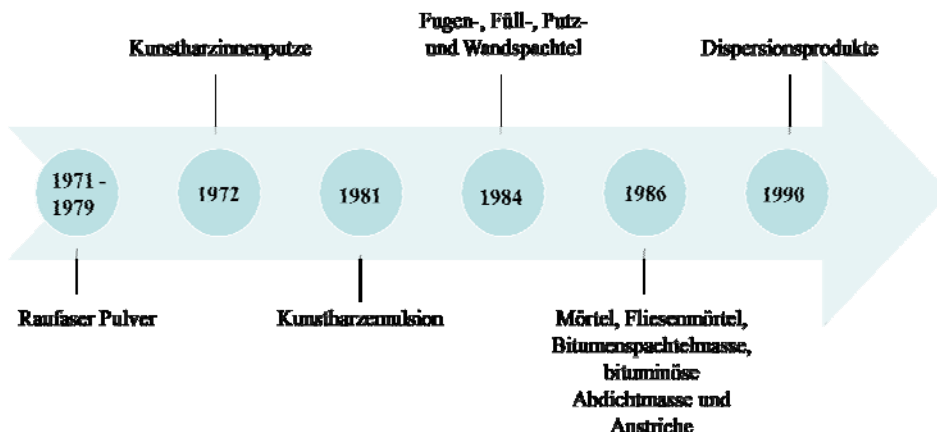 Kunstharzinnenputze
Fugen-, Füll-, Putz-
und Wandspachtel
Dispersionsprodukte
1971 -
1979
1972
1981
1984
1986
1990
Raufaser Pulver
Kunstharzemulsion
Mörtel, Fliesenmörtel,
Bitumenspachtelmasse,
bituminöse
Abdichtmasse und
Anstriche